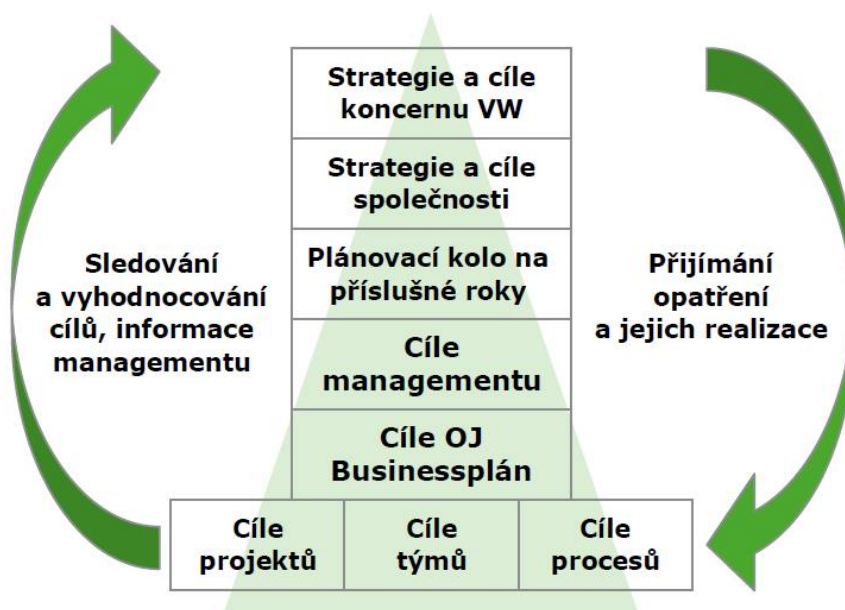 Strategie a cíle
koncernu VW
Strategie a cíle
společnosti
Plánovací kolo na
příslušné roky
Cíle
managementu
Cíle OJ
Businessplán
Cíle
projektů
Cíle
týmů
Cíle
procesů
Sledování
a vyhodnocování
cílů, informace
managementu
Přijímání
opatření
a jejich realizace